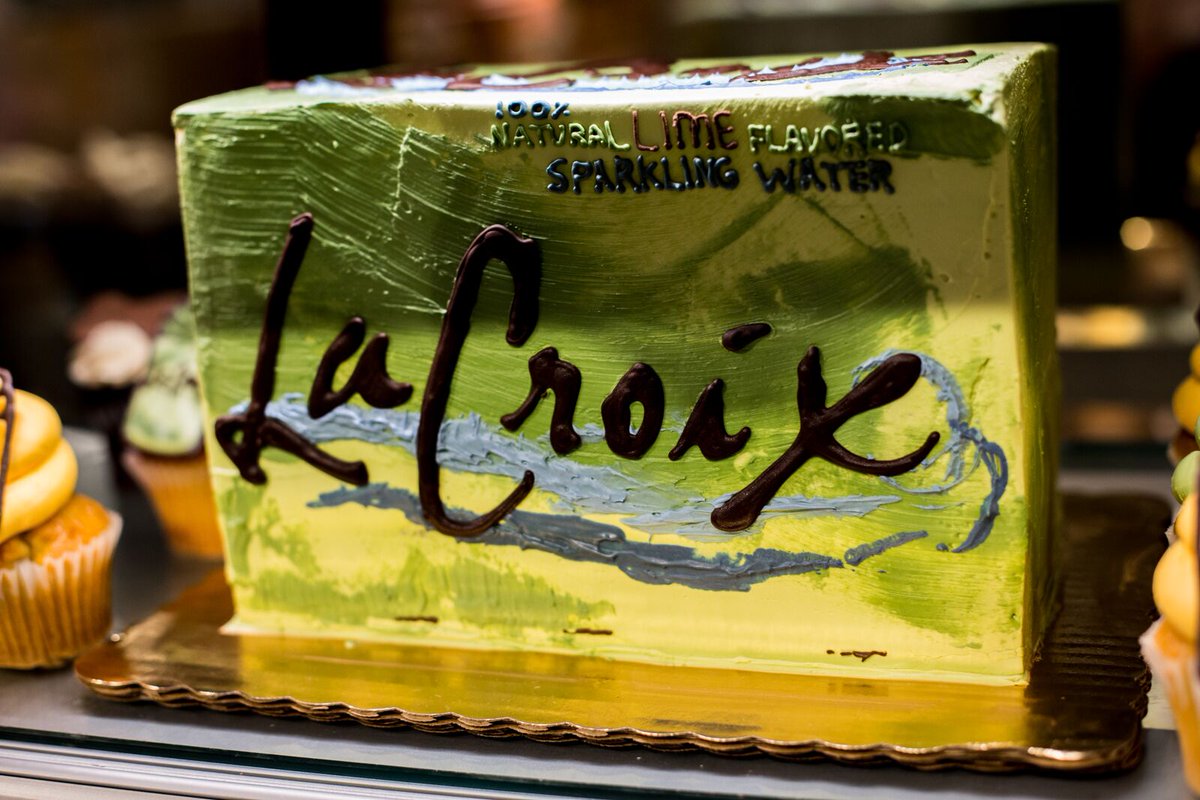 100%
NATURAL LIME FLAVORED
SPARKLING WATER
LaCroix